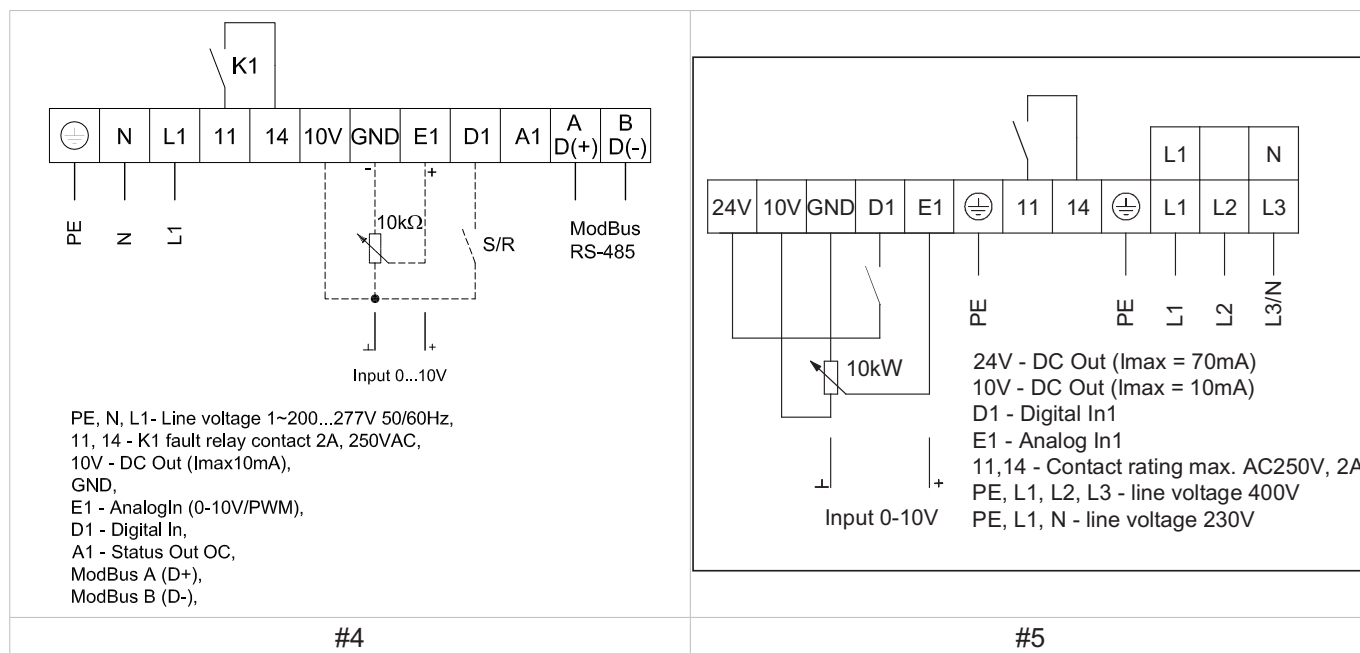 K1
N L1 11 14 10V GND E1 D1 A1 A D(+) B D(-)
- +
PE N L1
10kΩ
S/R
ModBus
RS-485
⊥ +
Input 0...10V
PE, N, L1- Line voltage 1~200...277V 50/60Hz,
11, 14 - K1 fault relay contact 2A, 250VAC,
10V - DC Out (Imax10mA),
GND,
E1 - AnalogIn (0-10V/PWM),
D1 - Digital In,
A1 - Status Out OC,
ModBus A (D+),
ModBus B (D-),
#4
L1 N
24V 10V GND D1 E1 11 14 L1 L2 L3
PE PE L1 L2 L3/N
10kW
⊥ +
Input 0-10V
24V - DC Out (Imax = 70mA)
10V - DC Out (Imax = 10mA)
D1 - Digital In1
E1 - Analog In1
11,14 - Contact rating max. AC250V, 2A
PE, L1, L2, L3 - line voltage 400V
PE, L1, N - line voltage 230V
#5